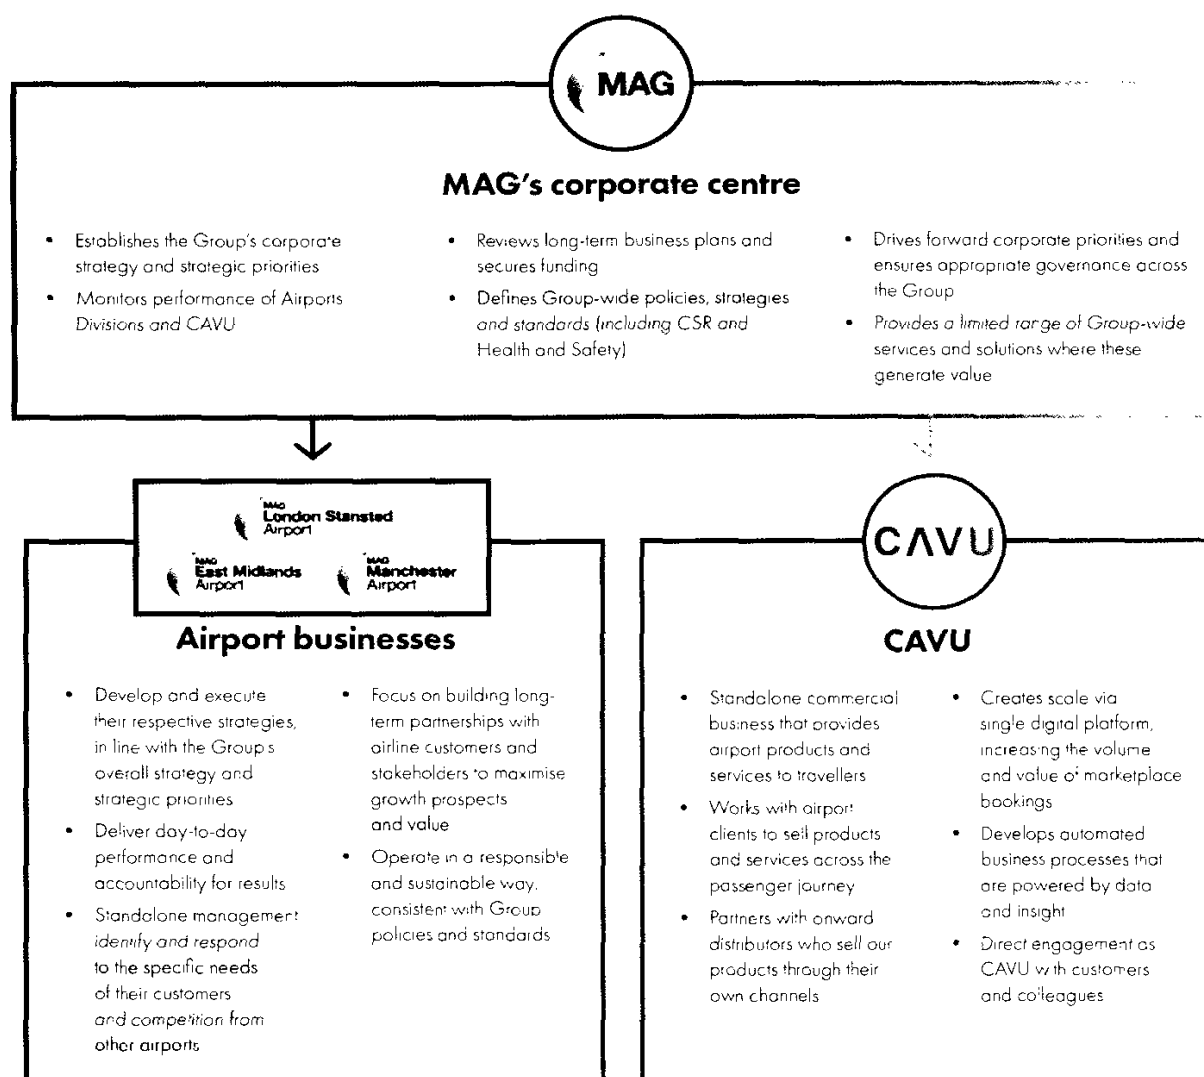 MAG
MAG's corporate centre
• Establishes the Group's corporate
strategy and strategic priorities
• Monitors performance of Airports
Divisions and CAVU
• Reviews long-term business plans and
secures funding
• Defines Group-wide policies, strategies
and standards (including CSR and
Health and Safety)
• Drives forward corporate priorities and
ensures appropriate governance across
the Group
• Provides a limited range of Group-wide
services and solutions where these
generate value
MAG
London Stansted
Airport
MAG
East Midlands
Airport
MAG
Manchester
Airport
Airport businesses
• Develop and execute
their respective strategies,
in line with the Group's
overall strategy and
strategic priorities
• Deliver day-to-day
performance and
accountability for results
• Standalone management
identify and respond
to the specific needs
of their customers
and competition from
other airports
• Focus on building long-
term partnerships with
airline customers and
stakeholders to maximise
growth prospects
and value
• Operate in a responsible
and sustainable way,
consistent with Group
policies and standards
CAVU
CAVU
• Standalone commercial
business that provides
airport products and
services to travellers
• Works with airport
clients to sell products
and services across the
passenger journey
• Partners with onward
distributors who sell our
products through their
own channels
• Creates scale via
single digital platform,
increasing the volume
and value of marketplace
bookings
• Develops automated
business processes that
are powered by data
and insight
• Direct engagement as
CAVU with customers
and colleagues